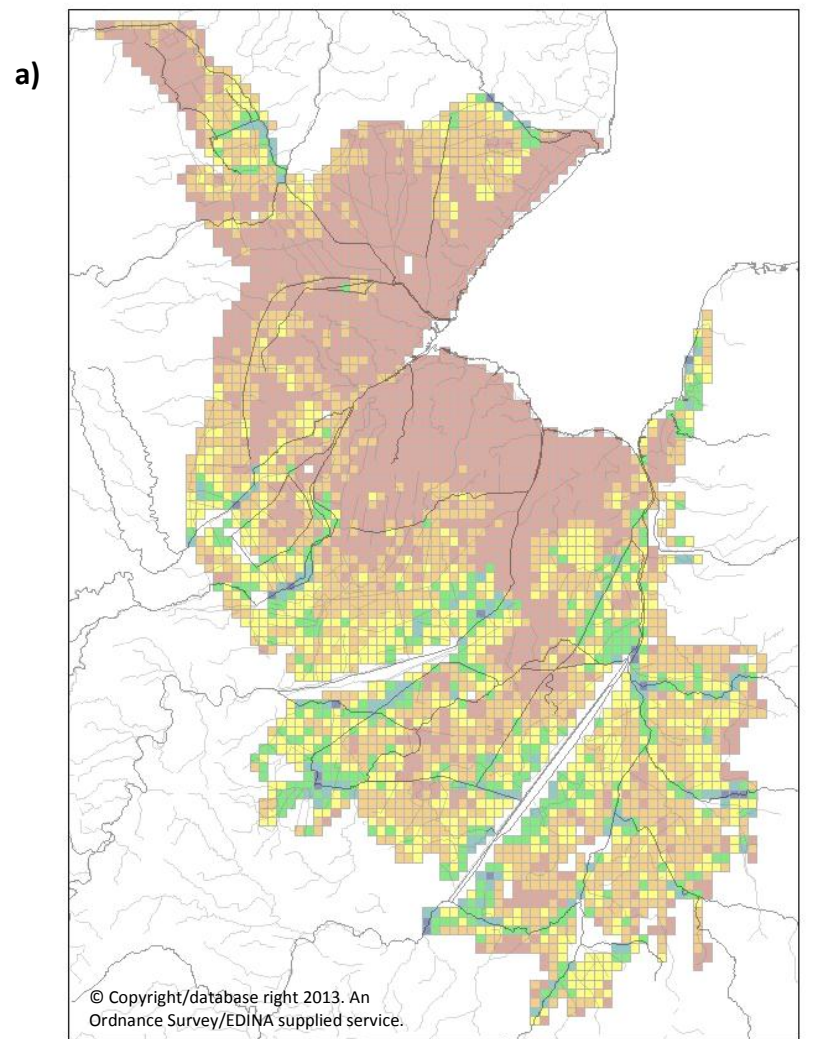 a)
© Copyright/database right 2013. An
Ordnance Survey/EDINA supplied service.